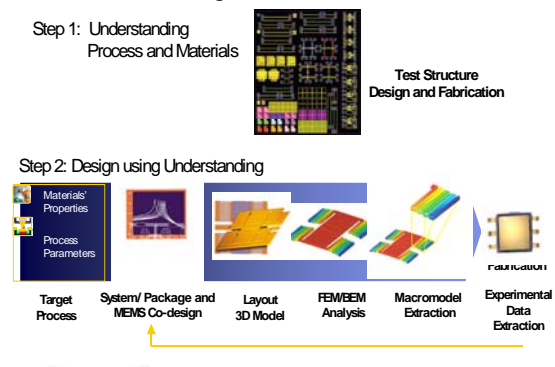 Step 1: Understanding
Process and Materials
Test Structure
Design and Fabrication
Step 2: Design using Understanding
Materials'
Properties
Process
Parameters
Fabrication
Target
Process
System/ Package and
MEMS Co-design
Layout
3D Model
FEM/BEM
Analysis
Macromodel
Extraction
Experimental
Data
Extraction